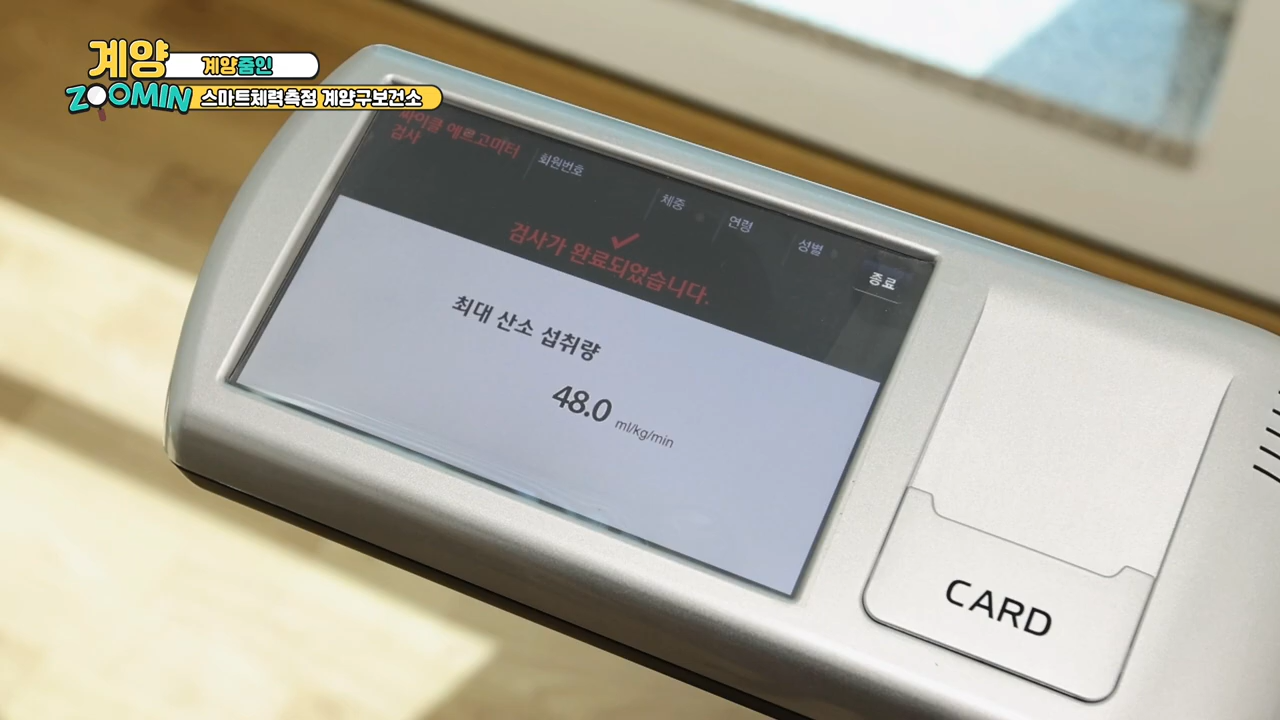 계양
계양줌인
ZOOMIN
스마트체력측정 계양구보건소
싸이클 에르고미터
검사
회원번호
체중
연령
성별
종료
검사가 완료되었습니다.
최대 산소 섭취량
48.0 ml/kg/min
CARD